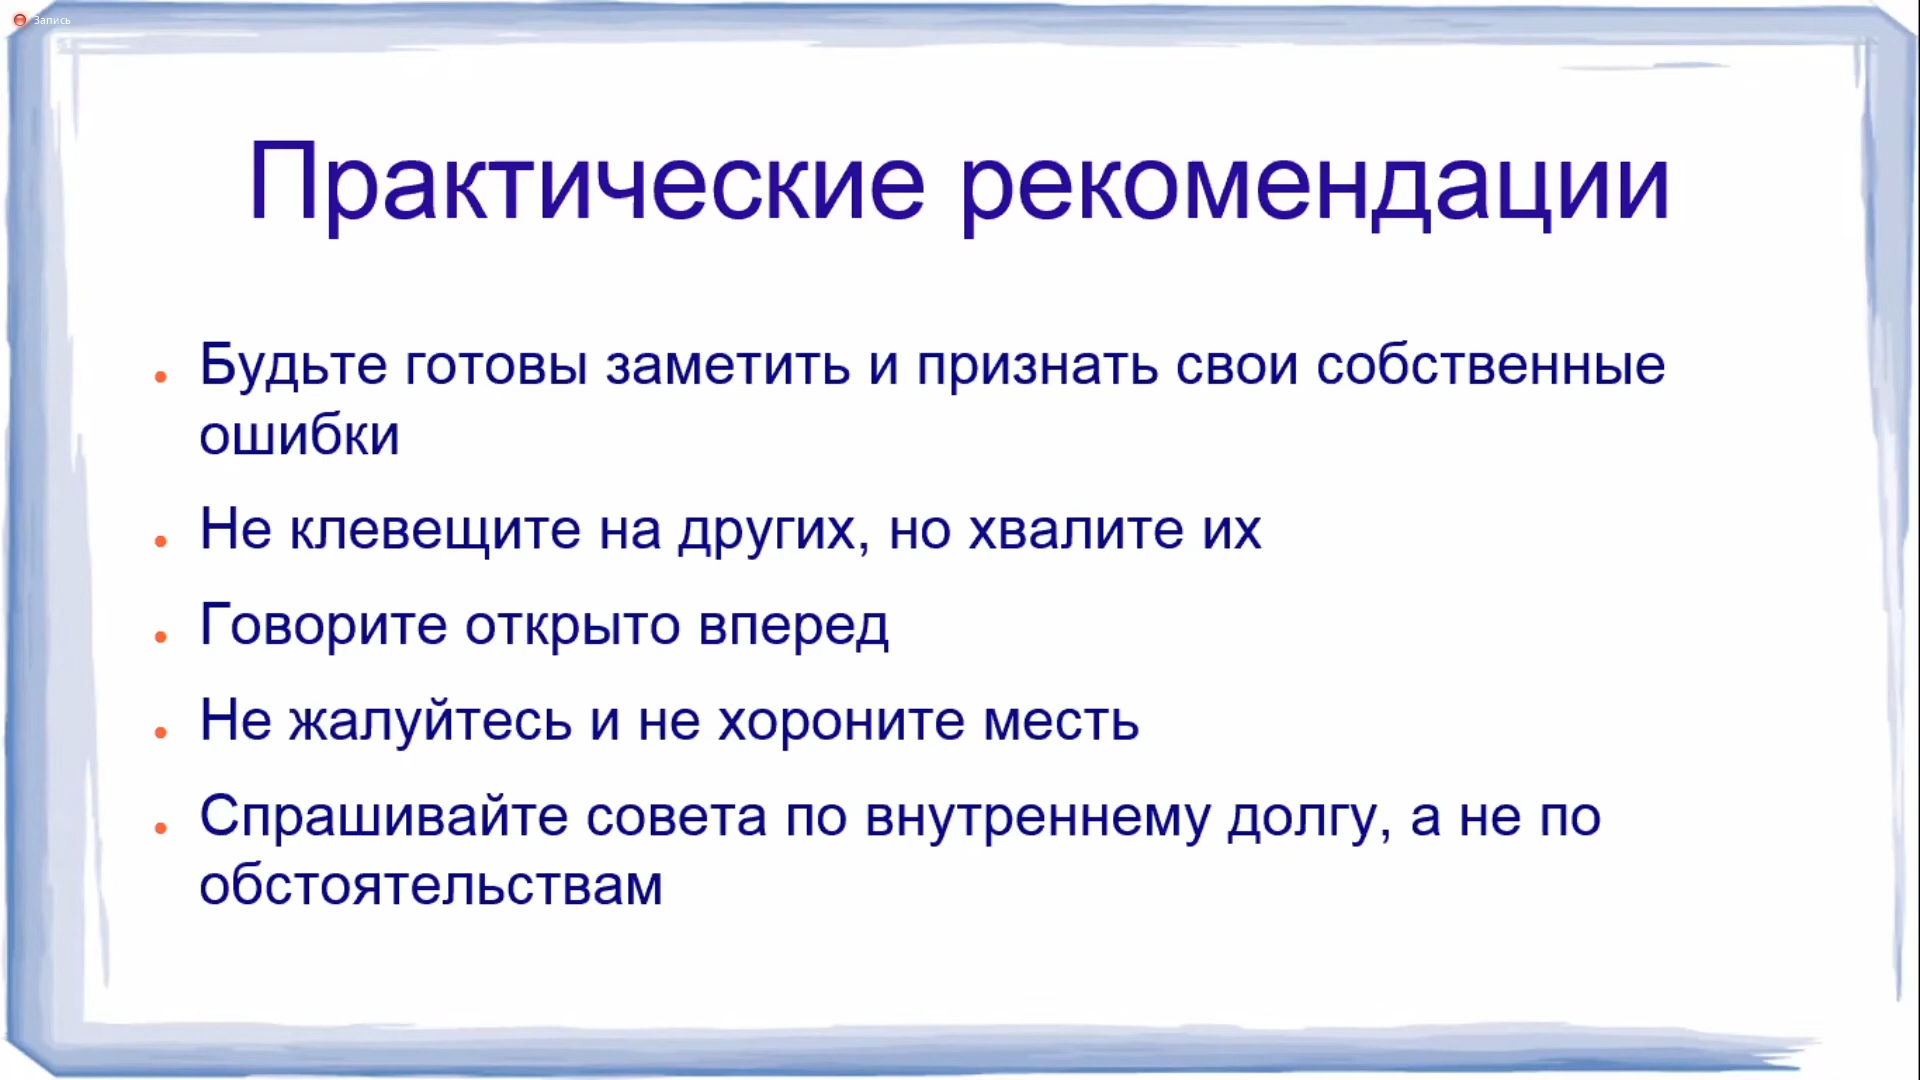 Запись
Практические рекомендации
Будьте готовы заметить и признать свои собственные
ошибки
Не клевещите на других, но хвалите их
Говорите открыто вперед
Не жалуйтесь и не хороните месть
Спрашивайте совета по внутреннему долгу, а не по
обстоятельствам